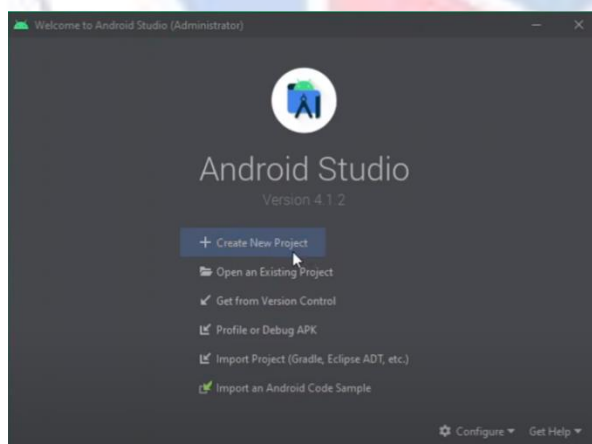 Welcome to Android Studio (Administrator)
Android Studio
Version 4.1.2
Create New Project
Open an Existing Project
Get from Version Control
Profile or Debug APK
Import Project (Gradle, Eclipse ADT, etc.)
Import an Android Code Sample
Configure Get Help